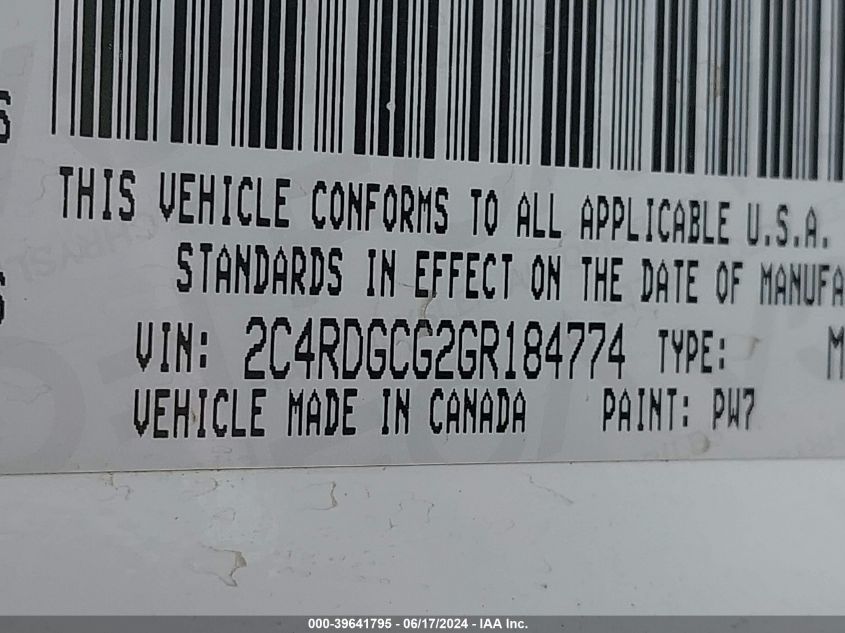 THIS VEHICLE CONFORMS TO ALL APPLICABLE U.S.A.
STANDARDS IN EFFECT ON THE DATE OF MANUFA
VIN: 2C4RDGCG2GR184774 TYPE: M
VEHICLE MADE IN CANADA PAINT: PW7
000-39641795 - 06/17/2024 - IAA Inc.